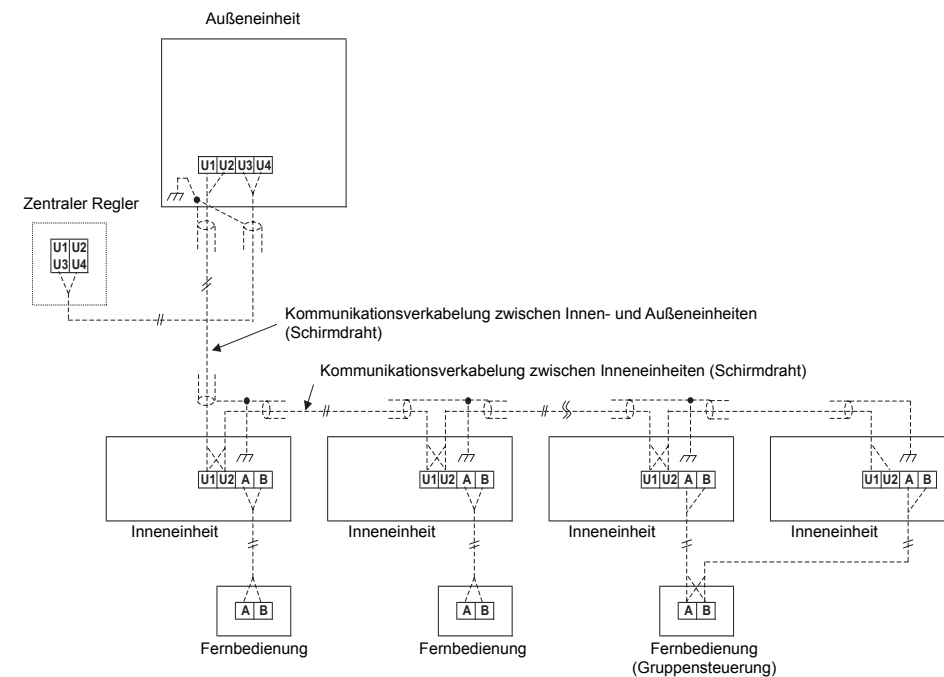 Außeneinheit
U1 U2 U3 U4
Zentraler Regler
U1 U2
U3 U4
Kommunikationsverkabelung zwischen Innen- und Außeneinheiten
(Schirmdraht)
Kommunikationsverkabelung zwischen Inneneinheiten (Schirmdraht)
U1 U2 A B
U1 U2 A B
U1 U2 A B
U1 U2 A B
Inneneinheit
Inneneinheit
Inneneinheit
Inneneinheit
A B
A B
A B
Fernbedienung
Fernbedienung
Fernbedienung
(Gruppensteuerung)